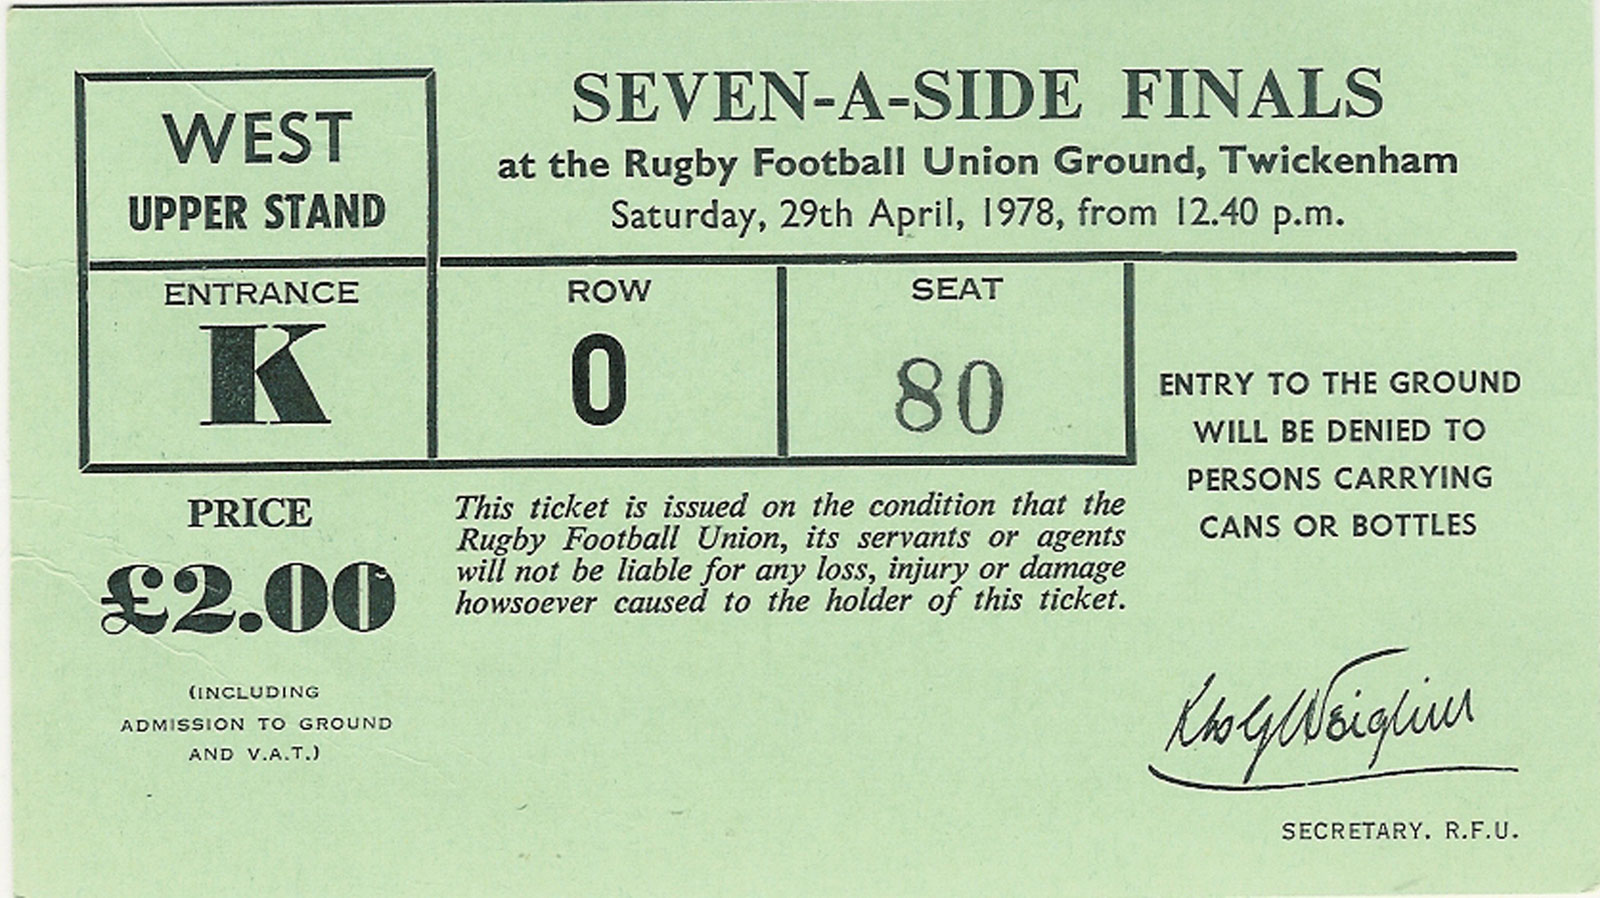 WEST
UPPER STAND
SEVEN-A-SIDE FINALS
at the Rugby Football Union Ground, Twickenham
Saturday, 29th April, 1978, from 12.40 p.m.
ENTRANCE
K
ROW
O
SEAT
80
ENTRY TO THE GROUND
WILL BE DENIED TO
PERSONS CARRYING
CANS OR BOTTLES
PRICE
£2.00
(INCLUDING
ADMISSION TO GROUND
AND V.A.T.)
This ticket is issued on the condition that the
Rugby Football Union, its servants or agents
will not be liable for any loss, injury or damage
howsoever caused to the holder of this ticket.
SECRETARY. R.F.U.